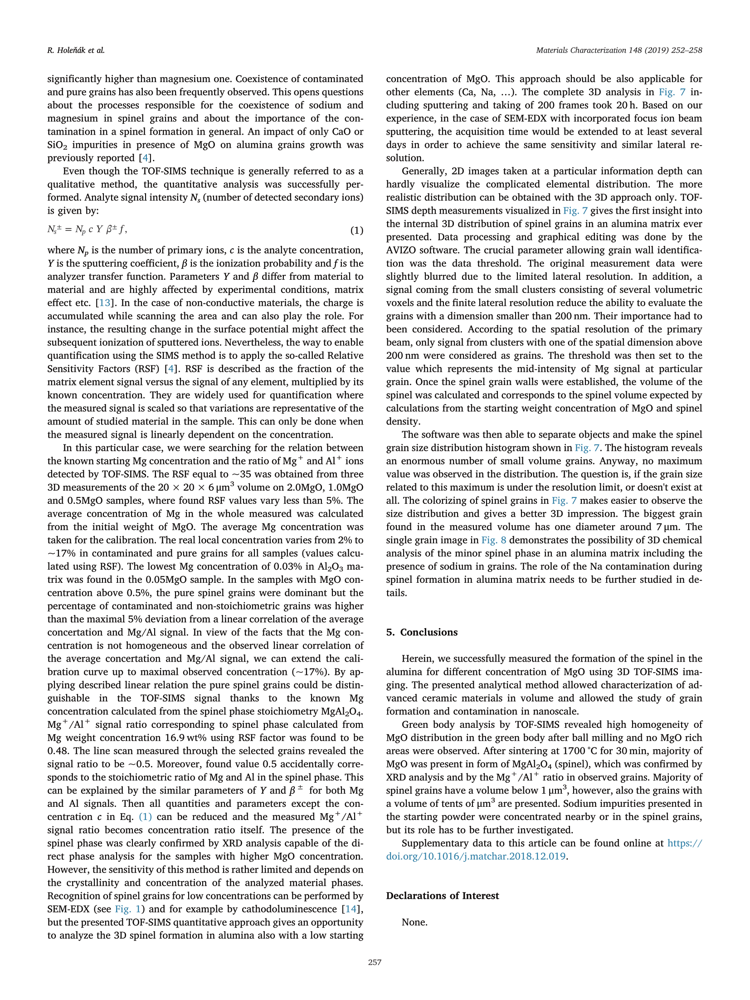 R. Holeňák et al.
Materials Characterization 148 (2019) 252–258
significantly higher than magnesium one. Coexistence of contaminated
and pure grains has also been frequently observed. This opens questions
about the processes responsible for the coexistence of sodium and
magnesium in spinel grains and about the importance of the con-
tamination in a spinel formation in general. An impact of only CaO or
SiO₂ impurities in presence of MgO on alumina grains growth was
previously reported [4].
Even though the TOF-SIMS technique is generally referred to as a
qualitative method, the quantitative analysis was successfully per-
formed. Analyte signal intensity Nₛ (number of detected secondary ions)
is given by:
Nₛ± = Nₚ c Y β± f, (1)
where Nₚ is the number of primary ions, c is the analyte concentration,
Y is the sputtering coefficient, β is the ionization probability and f is the
analyzer transfer function. Parameters Y and β differ from material to
material and are highly affected by experimental conditions, matrix
effect etc. [13]. In the case of non-conductive materials, the charge is
accumulated while scanning the area and can also play the role. For
instance, the resulting change in the surface potential might affect the
subsequent ionization of sputtered ions. Nevertheless, the way to enable
quantification using the SIMS method is to apply the so-called Relative
Sensitivity Factors (RSF) [4]. RSF is described as the fraction of the
matrix element signal versus the signal of any element, multiplied by its
known concentration. They are widely used for quantification where
the measured signal is scaled so that variations are representative of the
amount of studied material in the sample. This can only be done when
the measured signal is linearly dependent on the concentration.
In this particular case, we were searching for the relation between
the known starting Mg concentration and the ratio of Mg⁺ and Al⁺ ions
detected by TOF-SIMS. The RSF equal to ~35 was obtained from three
3D measurements of the 20 × 20 × 6 μm³ volume on 2.0MgO, 1.0MgO
and 0.5MgO samples, where found RSF values vary less than 5%. The
average concentration of Mg in the whole measured was calculated
from the initial weight of MgO. The average Mg concentration was
taken for the calibration. The real local concentration varies from 2% to
~17% in contaminated and pure grains for all samples (values calcu-
lated using RSF). The lowest Mg concentration of 0.03% in Al₂O₃ ma-
trix was found in the 0.05MgO sample. In the samples with MgO con-
centration above 0.5%, the pure spinel grains were dominant but the
percentage of contaminated and non-stoichiometric grains was higher
than the maximal 5% deviation from a linear correlation of the average
concertation and Mg/Al signal. In view of the facts that the Mg con-
centration is not homogeneous and the observed linear correlation of
the average concertation and Mg/Al signal, we can extend the cali-
bration curve up to maximal observed concentration (~17%). By ap-
plying described linear relation the pure spinel grains could be distin-
guishable in the TOF-SIMS signal thanks to the known Mg
concentration calculated from the spinel phase stoichiometry MgAl₂O₄.
Mg⁺/Al⁺ signal ratio corresponding to spinel phase calculated from
Mg weight concentration 16.9 wt% using RSF factor was found to be
0.48. The line scan measured through the selected grains revealed the
signal ratio to be ~0.5. Moreover, found value 0.5 accidentally corre-
sponds to the stoichiometric ratio of Mg and Al in the spinel phase. This
can be explained by the similar parameters of Y and β± for both Mg
and Al signals. Then all quantities and parameters except the con-
centration c in Eq. (1) can be reduced and the measured Mg⁺/Al⁺
signal ratio becomes concentration ratio itself. The presence of the
spinel phase was clearly confirmed by XRD analysis capable of the di-
rect phase analysis for the samples with higher MgO concentration.
However, the sensitivity of this method is rather limited and depends on
the crystallinity and concentration of the analyzed material phases.
Recognition of spinel grains for low concentrations can be performed by
SEM-EDX (see Fig. 1) and for example by cathodoluminescence [14],
but the presented TOF-SIMS quantitative approach gives an opportunity
to analyze the 3D spinel formation in alumina also with a low starting
concentration of MgO. This approach should be also applicable for
other elements (Ca, Na, …). The complete 3D analysis in Fig. 7 in-
cluding sputtering and taking of 200 frames took 20 h. Based on our
experience, in the case of SEM-EDX with incorporated focus ion beam
sputtering, the acquisition time would be extended to at least several
days in order to achieve the same sensitivity and similar lateral re-
solution.
Generally, 2D images taken at a particular information depth can
hardly visualize the complicated elemental distribution. The more
realistic distribution can be obtained with the 3D approach only. TOF-
SIMS depth measurements visualized in Fig. 7 gives the first insight into
the internal 3D distribution of spinel grains in an alumina matrix ever
presented. Data processing and graphical editing was done by the
AVIZO software. The crucial parameter allowing grain wall identifica-
tion was the data threshold. The original measurement data were
slightly blurred due to the limited lateral resolution. In addition, a
signal coming from the small clusters consisting of several volumetric
voxels and the finite lateral resolution reduce the ability to evaluate the
grains with a dimension smaller than 200 nm. Their importance had to
been considered. According to the spatial resolution of the primary
beam, only signal from clusters with one of the spatial dimension above
200 nm were considered as grains. The threshold was then set to the
value which represents the mid-intensity of Mg signal at particular
grain. Once the spinel grain walls were established, the volume of the
spinel was calculated and corresponds to the spinel volume expected by
calculations from the starting weight concentration of MgO and spinel
density.
The software was then able to separate objects and make the spinel
grain size distribution histogram shown in Fig. 7. The histogram reveals
an enormous number of small volume grains. Anyway, no maximum
value was observed in the distribution. The question is, if the grain size
related to this maximum is under the resolution limit, or doesn't exist at
all. The colorizing of spinel grains in Fig. 7 makes easier to observe the
size distribution and gives a better 3D impression. The biggest grain
found in the measured volume has one diameter around 7 μm. The
single grain image in Fig. 8 demonstrates the possibility of 3D chemical
analysis of the minor spinel phase in an alumina matrix including the
presence of sodium in grains. The role of the Na contamination during
spinel formation in alumina matrix needs to be further studied in de-
tails.
5. Conclusions
Herein, we successfully measured the formation of the spinel in the
alumina for different concentration of MgO using 3D TOF-SIMS ima-
ging. The presented analytical method allowed characterization of ad-
vanced ceramic materials in volume and allowed the study of grain
formation and contamination in nanoscale.
Green body analysis by TOF-SIMS revealed high homogeneity of
MgO distribution in the green body after ball milling and no MgO rich
areas were observed. After sintering at 1700 °C for 30 min, majority of
MgO was present in form of MgAl₂O₄ (spinel), which was confirmed by
XRD analysis and by the Mg⁺/Al⁺ ratio in observed grains. Majority of
spinel grains have a volume below 1 μm³, however, also the grains with
a volume of tents of μm³ are presented. Sodium impurities presented in
the starting powder were concentrated nearby or in the spinel grains,
but its role has to be further investigated.
Supplementary data to this article can be found online at https://
doi.org/10.1016/j.matchar.2018.12.019.
Declarations of Interest
None.
257